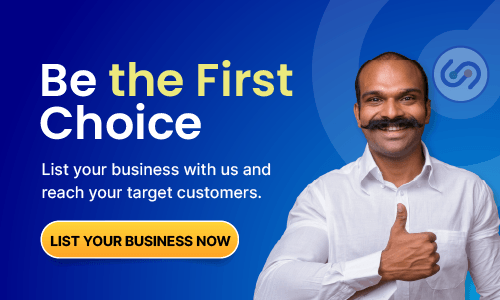 Be the First
Choice
List your business with us and
reach your target customers.
LIST YOUR BUSINESS NOW